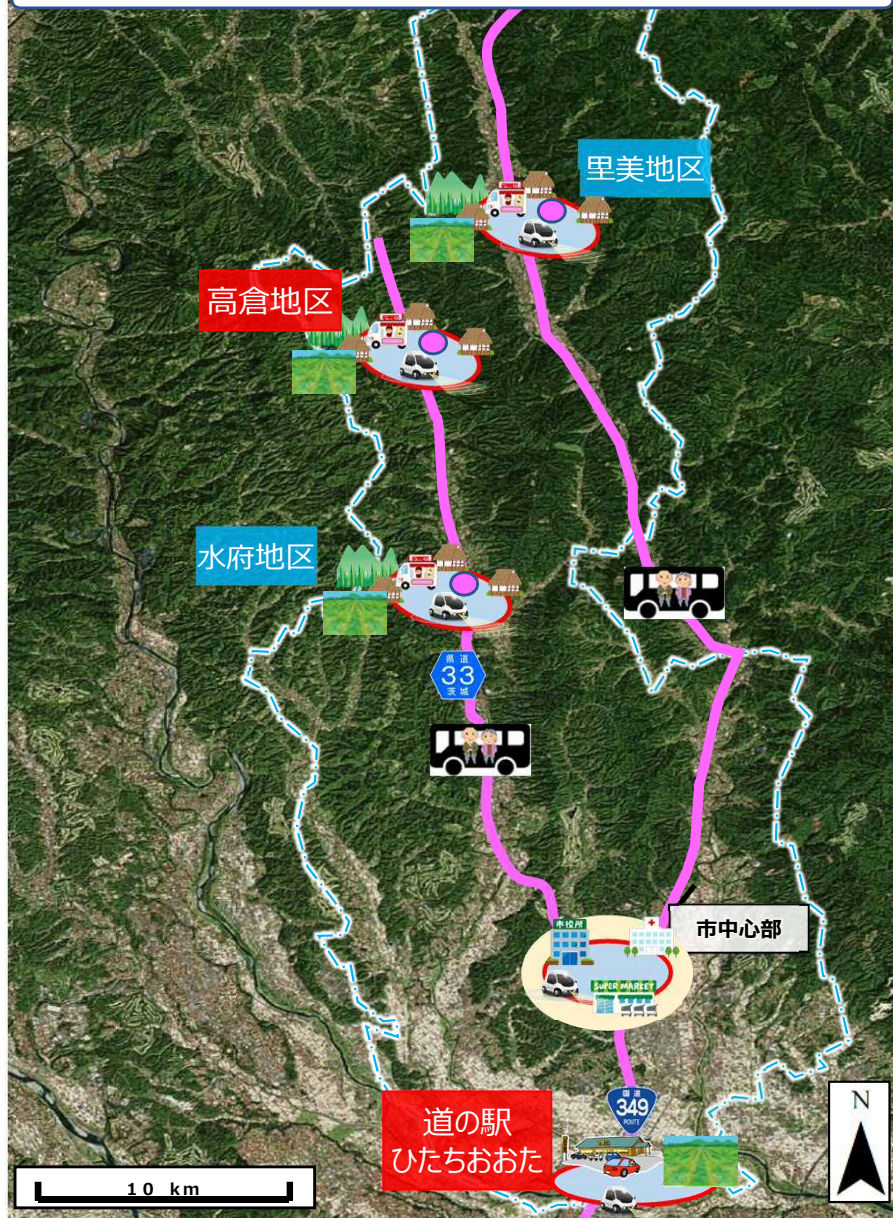 里美地区
高倉地区
水府地区
県道
33
茨城
市役所
市中心部
SUPER MARKET
国道
349
ROUTE
道の駅
ひたちおおた
N
10 km